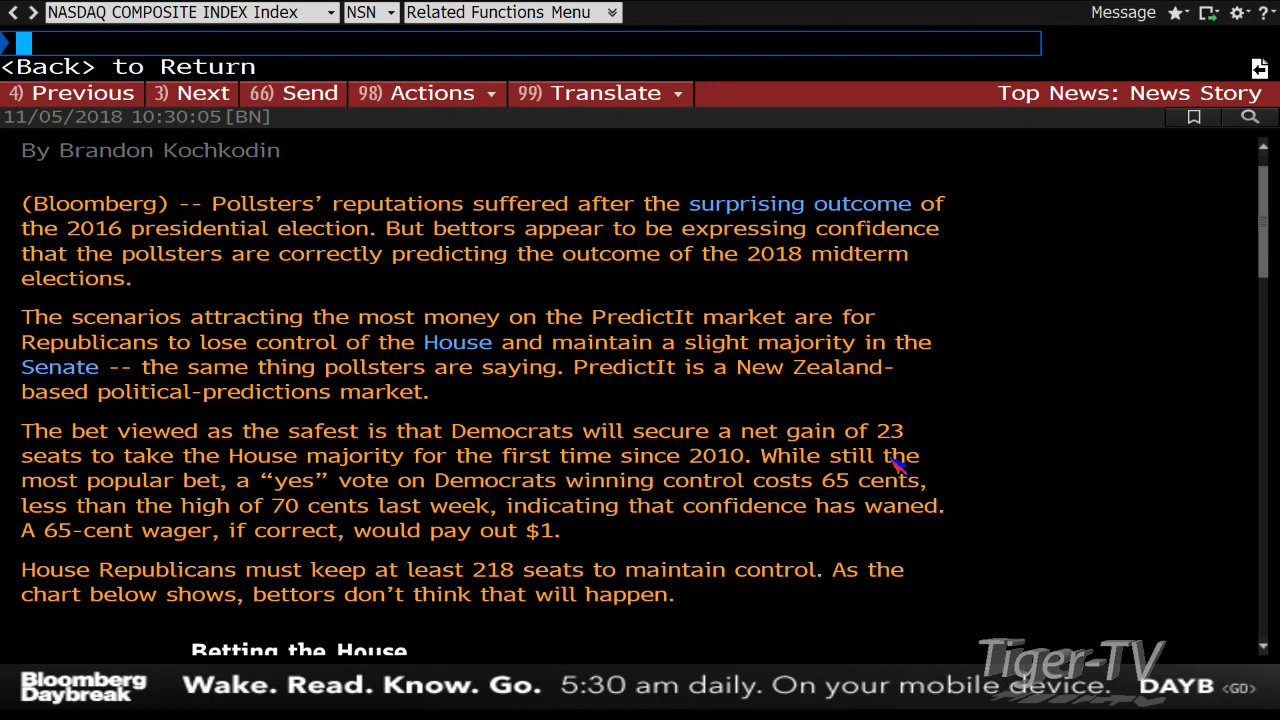 NASDAQ COMPOSITE INDEX Index NSN Related Functions Menu Message
<Back> to Return
4) Previous 3) Next 66) Send 98) Actions 99) Translate Top News: News Story
11/05/2018 10:30:05 [BN]
By Brandon Kochkodin
(Bloomberg) -- Pollsters’ reputations suffered after the surprising outcome of
the 2016 presidential election. But bettors appear to be expressing confidence
that the pollsters are correctly predicting the outcome of the 2018 midterm
elections.
The scenarios attracting the most money on the PredictIt market are for
Republicans to lose control of the House and maintain a slight majority in the
Senate -- the same thing pollsters are saying. PredictIt is a New Zealand-
based political-predictions market.
The bet viewed as the safest is that Democrats will secure a net gain of 23
seats to take the House majority for the first time since 2010. While still the
most popular bet, a “yes” vote on Democrats winning control costs 65 cents,
less than the high of 70 cents last week, indicating that confidence has waned.
A 65-cent wager, if correct, would pay out $1.
House Republicans must keep at least 218 seats to maintain control. As the
chart below shows, bettors don’t think that will happen.
Betting the House
Tiger-TV
Bloomberg
Daybreak
Wake. Read. Know. Go. 5:30 am daily. On your mobile device. DAYB <GO>